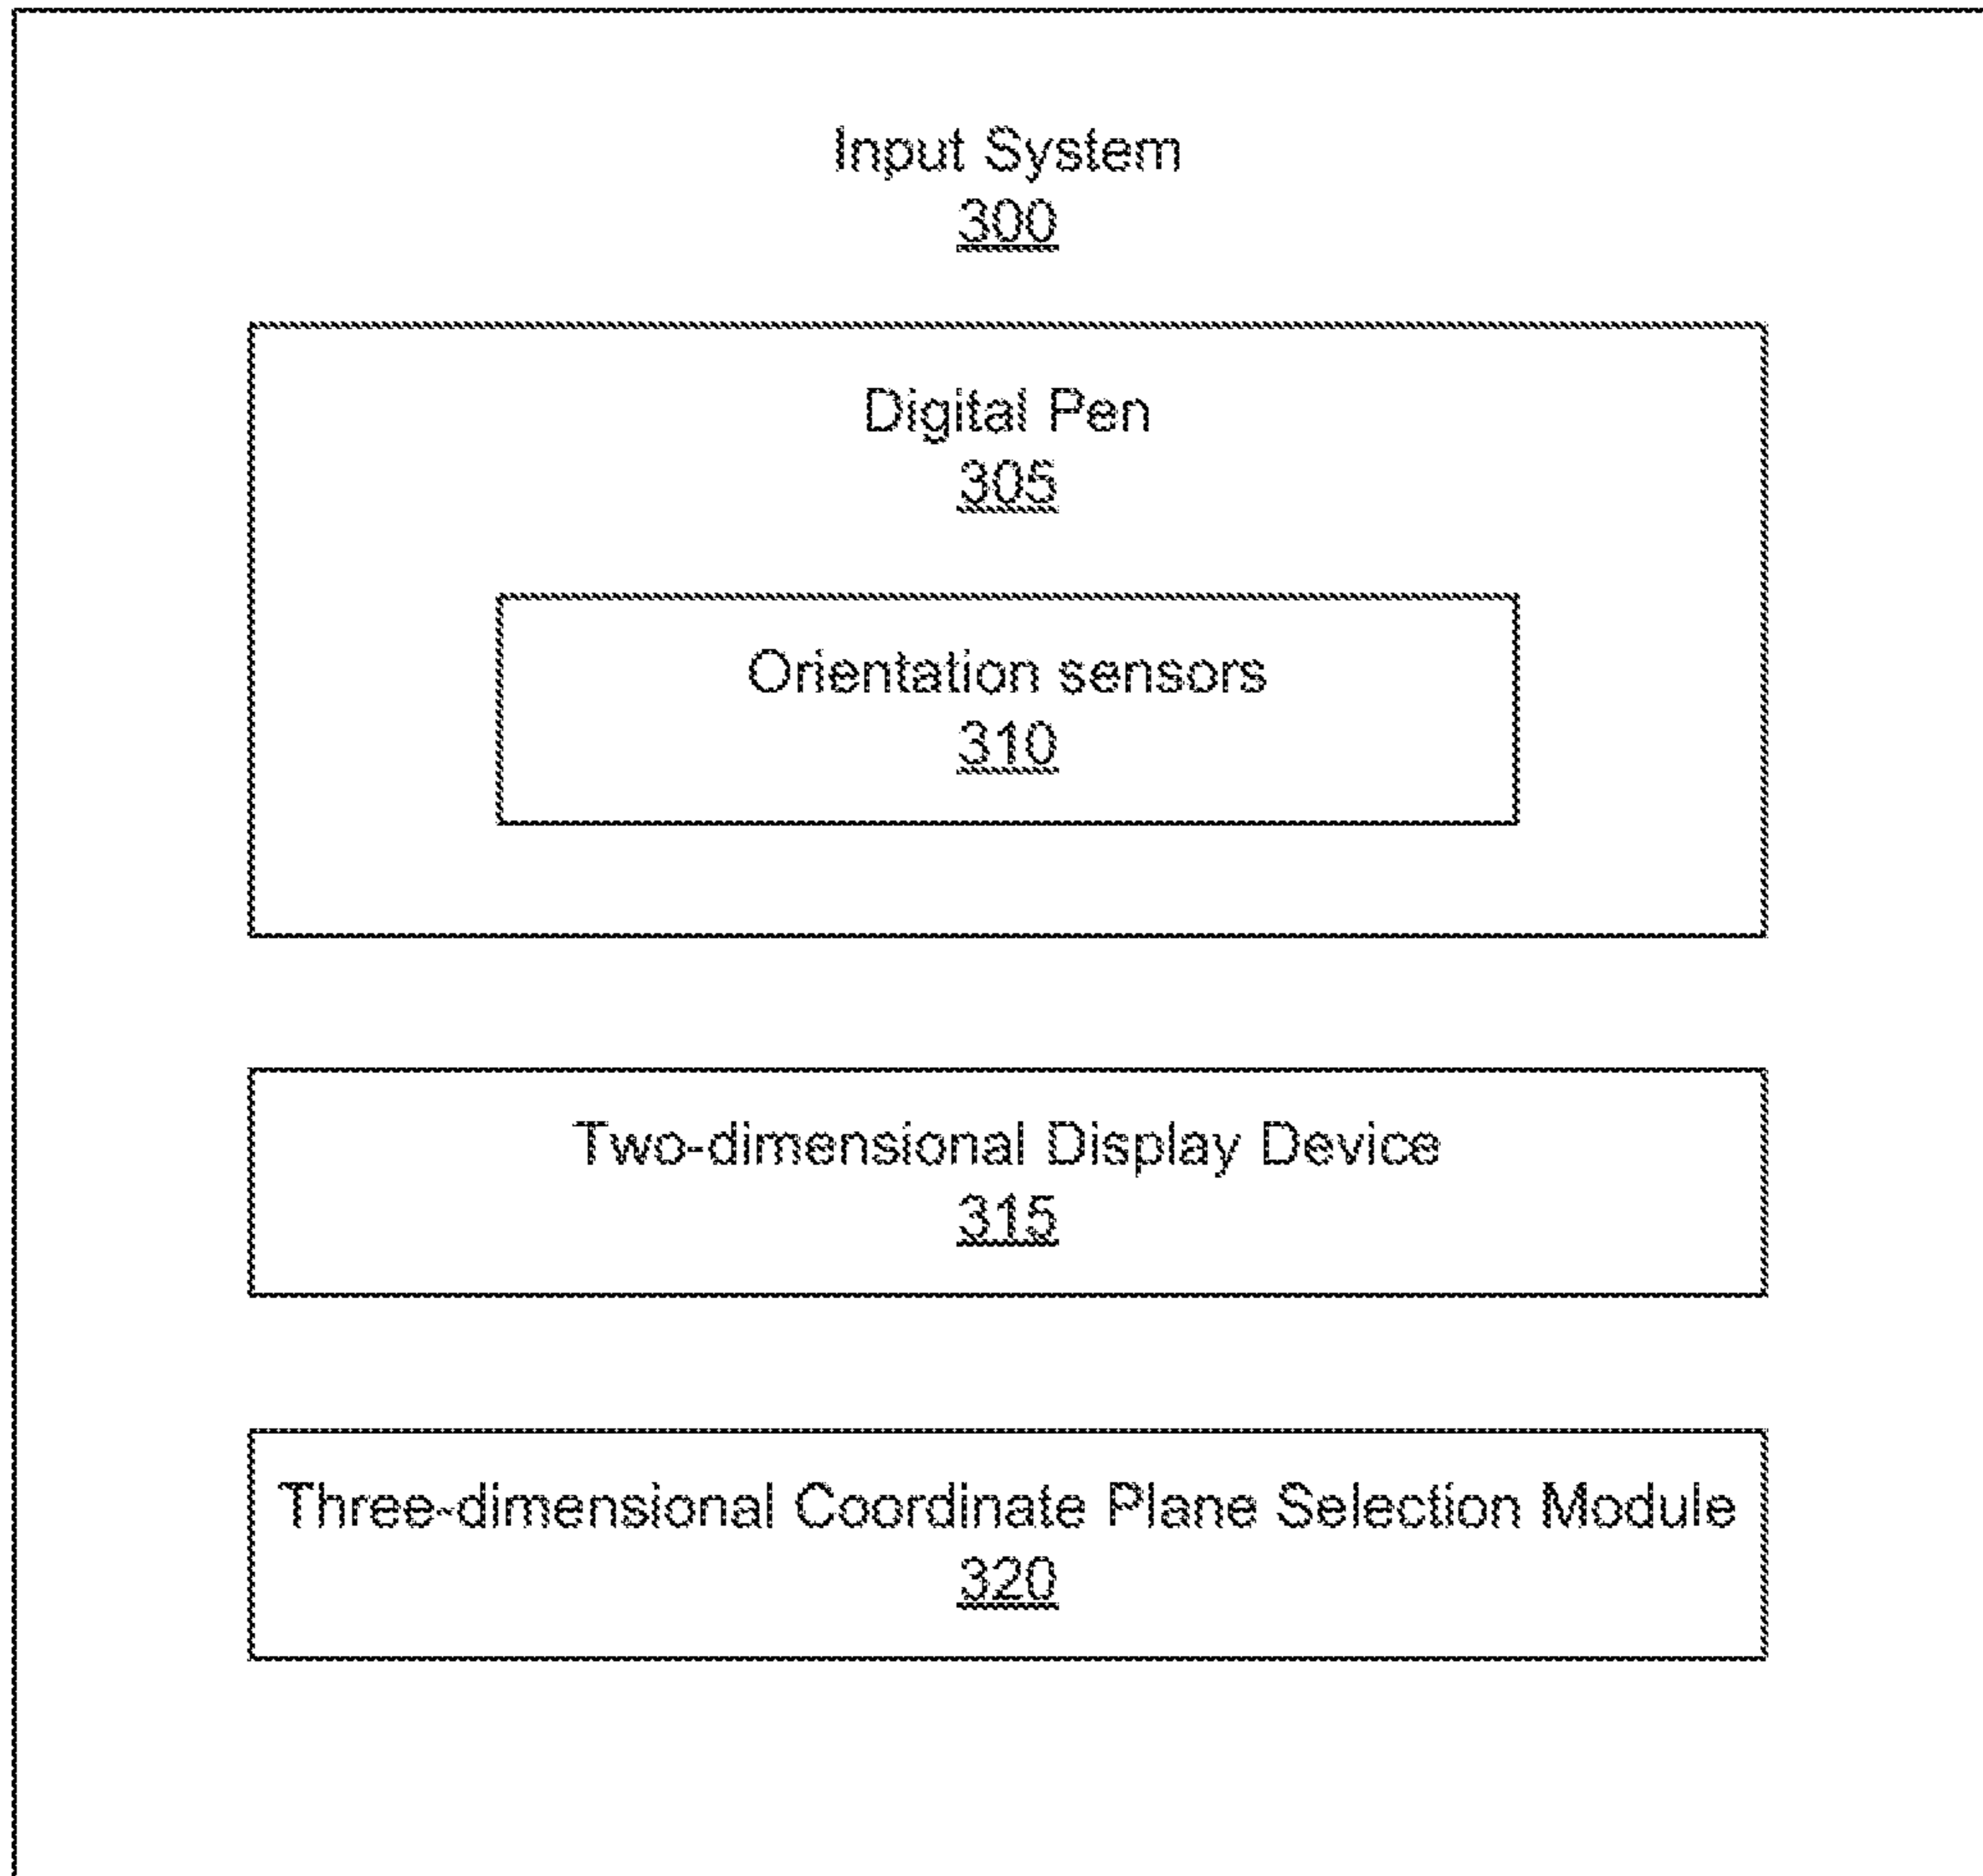 Input System
300
Digital Pen
305
Orientation sensors
310
Two-dimensional Display Device
315
Three-dimensional Coordinate Plane Selection Module
320